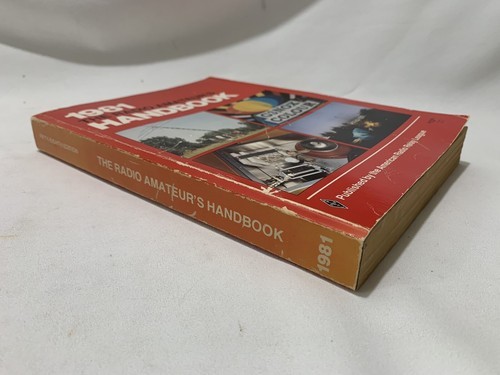 1981
HANDBOOK
Published by the American Radio Relay League
THE RADIO AMATEUR'S HANDBOOK
1981